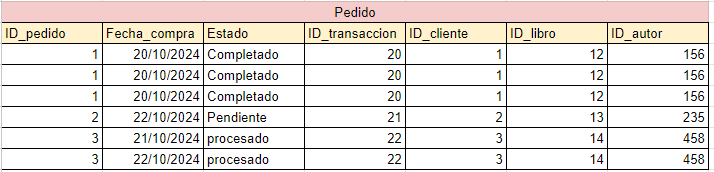 Pedido
ID_pedido Fecha_compra Estado ID_transaccion ID_cliente ID_libro ID_autor
1 20/10/2024 Completado 20 1 12 156
1 20/10/2024 Completado 20 1 12 156
1 20/10/2024 Completado 20 1 12 156
2 22/10/2024 Pendiente 21 2 13 235
3 21/10/2024 procesado 22 3 14 458
3 22/10/2024 procesado 22 3 14 458